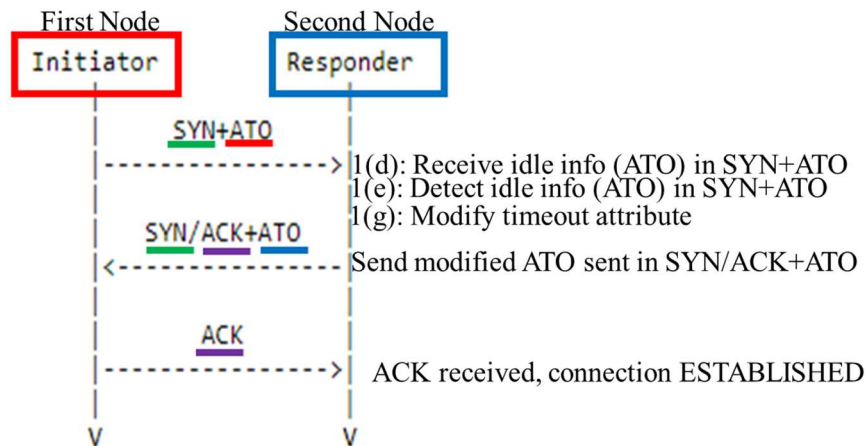 First Node Second Node
Initiator Responder
SYN+ATO
1(d): Receive idle info (ATO) in SYN+ATO
1(e): Detect idle info (ATO) in SYN+ATO
1(g): Modify timeout attribute
SYN/ACK+ATO
Send modified ATO sent in SYN/ACK+ATO
ACK
ACK received, connection ESTABLISHED
V V